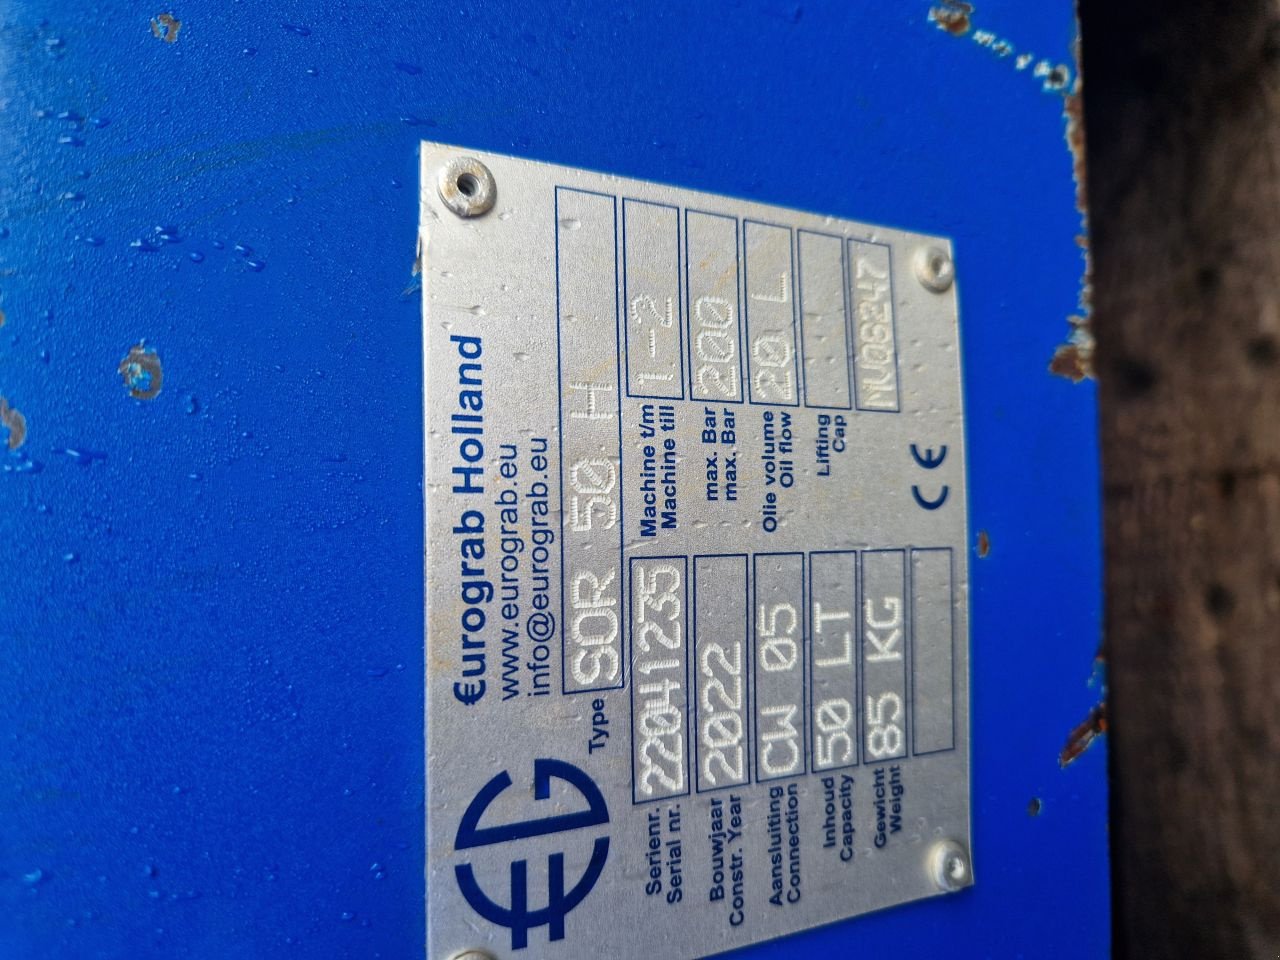 €urograb Holland
www.eurograb.eu
info@eurograb.eu
Type SOR 50 H
Serienr. Serial nr. 22041235
Machine t/m Machine till 1-2
Bouwjaar Constr. Year 2022
max. Bar max. Bar 200
Aansluiting Connection CW 05
Olie volume Oil flow 20 L
Inhoud Capacity 50 LT
Lifting Cap
Gewicht Weight 85 KG
CE